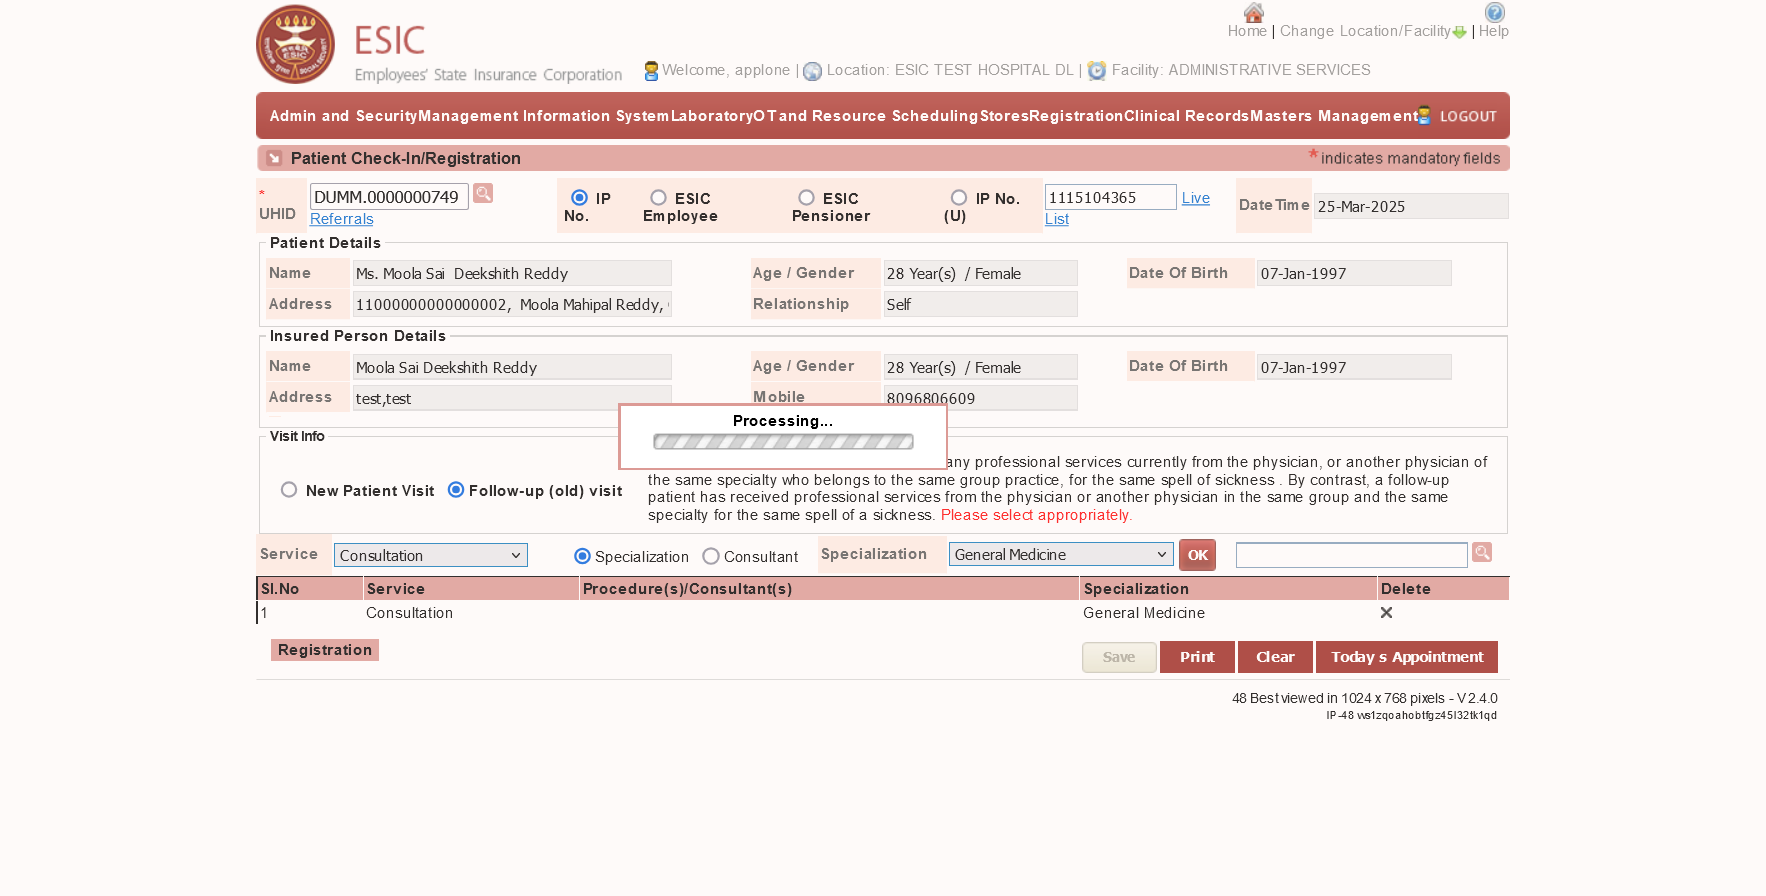 ESIC
Employees' State Insurance Corporation
Home | Change Location/Facility | Help
Welcome, applone | Location: ESIC TEST HOSPITAL DL | Facility: ADMINISTRATIVE SERVICES
Admin and Security Management Information System Laboratory OT and Resource Scheduling Stores Registration Clinical Records Masters Management LOGOUT
Patient Check-In/Registration
*indicates mandatory fields
* UHID DUMM.0000000749
Referrals
IP No.
ESIC Employee
ESIC Pensioner
IP No. (U)
1115104365 Live List
DateTime 25-Mar-2025
Patient Details
Name Ms. Moola Sai  Deekshith Reddy Age / Gender 28 Year(s)  / Female Date Of Birth 07-Jan-1997
Address 11000000000000002,  Moola Mahipal Reddy, Relationship Self
Insured Person Details
Name Moola Sai Deekshith Reddy Age / Gender 28 Year(s)  / Female Date Of Birth 07-Jan-1997
Address test,test Mobile 8096806609
Processing...
Visit Info
New Patient Visit Follow-up (old) visit
any professional services currently from the physician, or another physician of
the same specialty who belongs to the same group practice, for the same spell of sickness . By contrast, a follow-up
patient has received professional services from the physician or another physician in the same group and the same
specialty for the same spell of a sickness. Please select appropriately.
Service Consultation Specialization Consultant Specialization General Medicine OK
Sl.No Service Procedure(s)/Consultant(s) Specialization Delete
1 Consultation General Medicine
Registration
Save Print Clear Today s Appointment
48 Best viewed in 1024 x 768 pixels - V 2.4.0
IP-48 ws1zqoahobtfgz45l32tk1qd